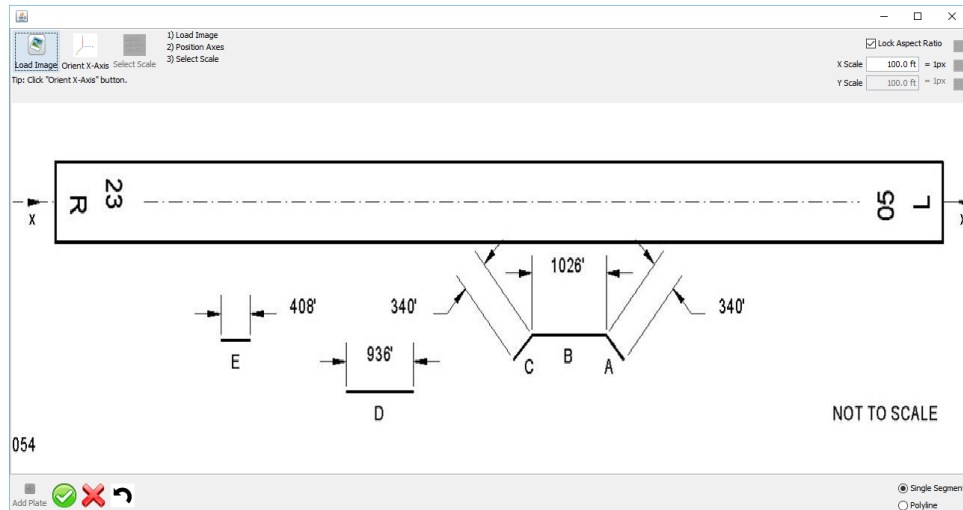 1) Load Image
2) Position Axes
3) Select Scale
Load Image Orient X-Axis Select Scale
Tip: Click "Orient X-Axis" button.
Lock Aspect Ratio
X Scale 100.0 ft = 1px
Y Scale 100.0 ft = 1px
X R 23 05 L
1026'
408' 340' 340'
E 936' C B A
D NOT TO SCALE
054
Add Plate
Single Segment
Polyline